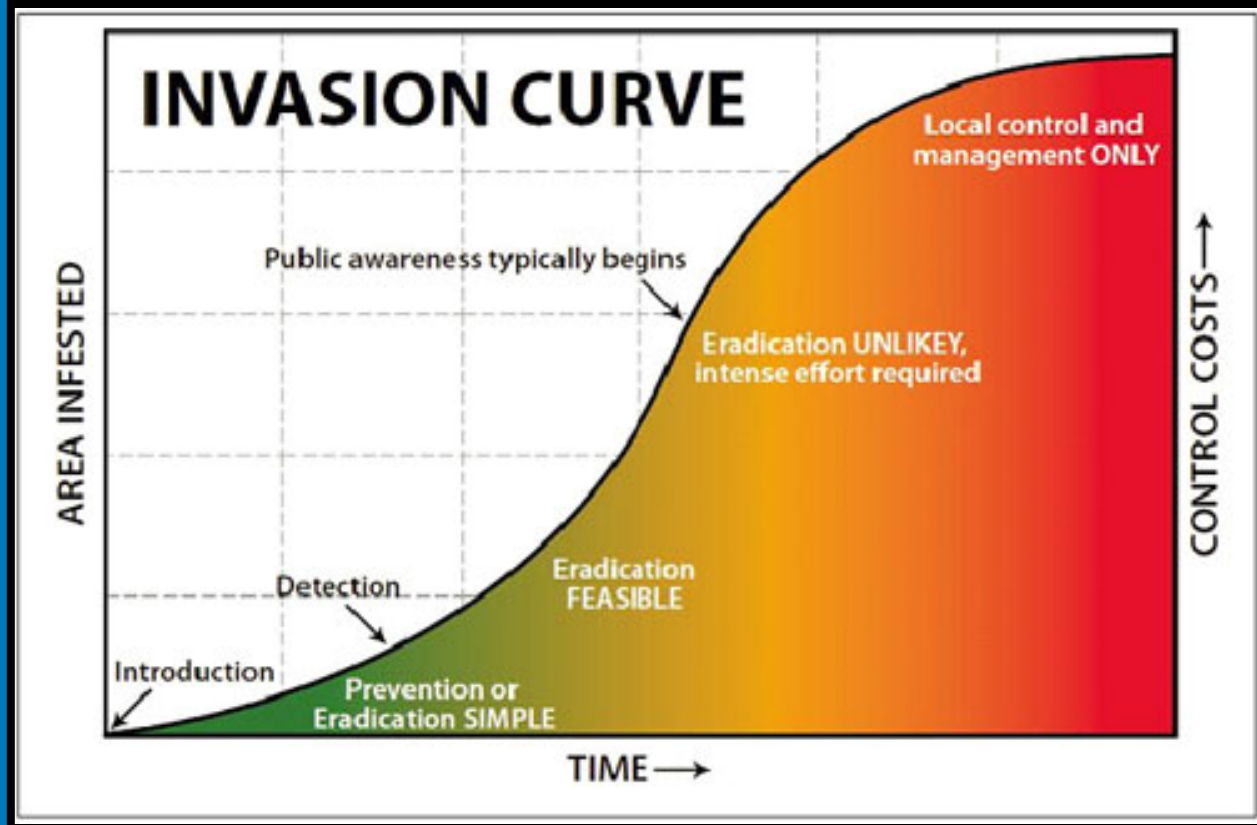 INVASION CURVE
Local control and
management ONLY
Public awareness typically begins
Eradication UNLIKEY,
intense effort required
Eradication
FEASIBLE
Detection
Introduction
Prevention or
Eradication SIMPLE
AREA INFESTED
CONTROL COSTS→
TIME→